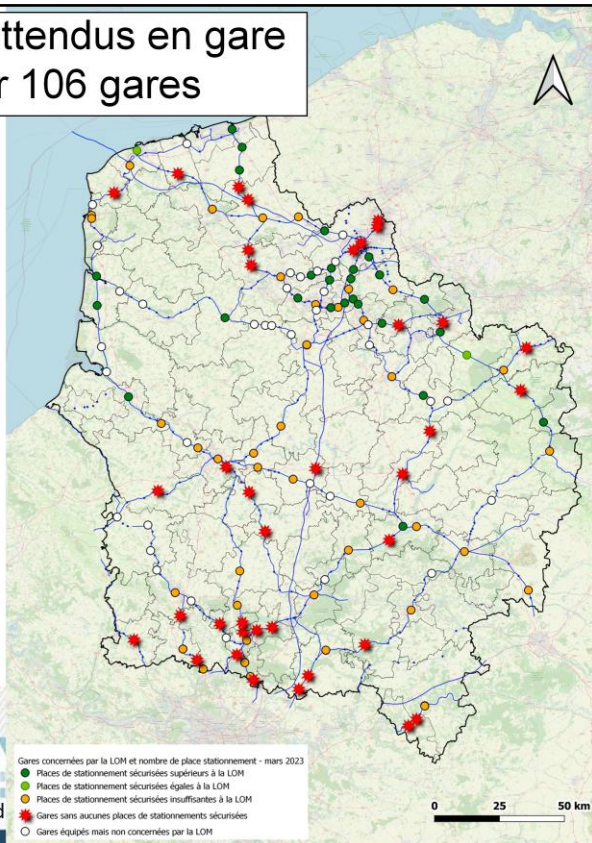 ttendus en gare
r 106 gares
Gares concernées par la LOM et nombre de place stationnement - mars 2023
Places de stationnement sécurisées supérieurs à la LOM
Places de stationnement sécurisées égales à la LOM
Places de stationnement sécurisées insuffisantes à la LOM
Gares sans aucunes places de stationnements sécurisées
Gares équipés mais non concernées par la LOM
d
0 25 50 km